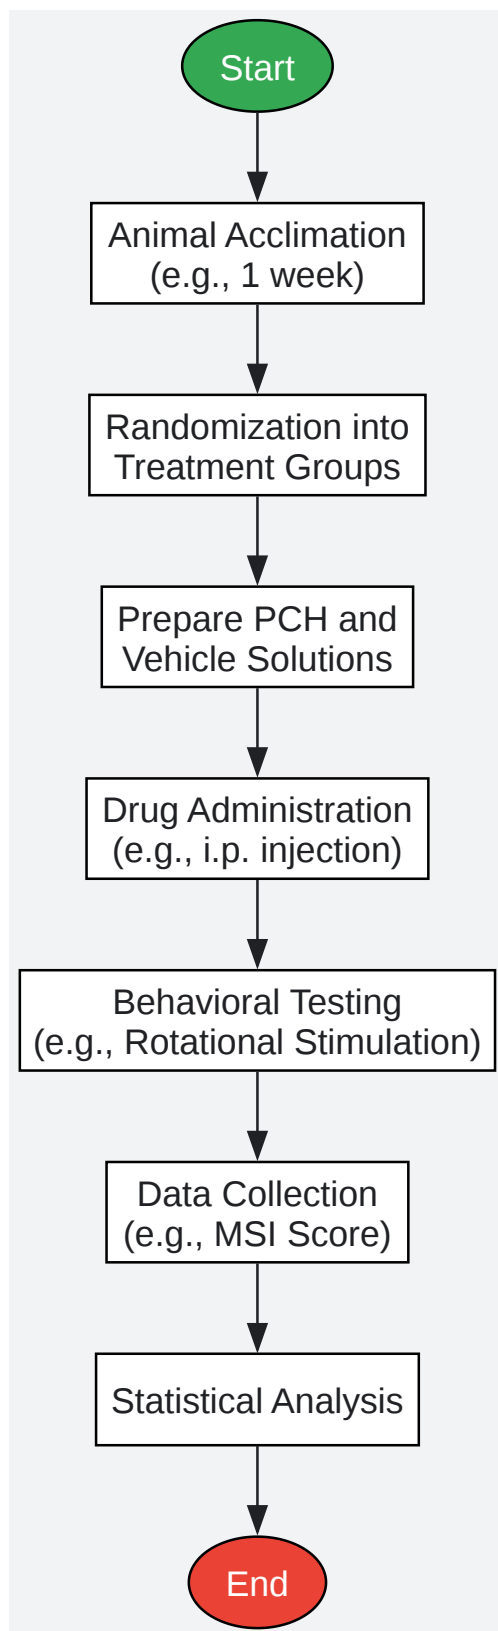 Start
Animal Acclimation
(e.g., 1 week)
Randomization into
Treatment Groups
Prepare PCH and
Vehicle Solutions
Drug Administration
(e.g., i.p. injection)
Behavioral Testing
(e.g., Rotational Stimulation)
Data Collection
(e.g., MSI Score)
Statistical Analysis
End